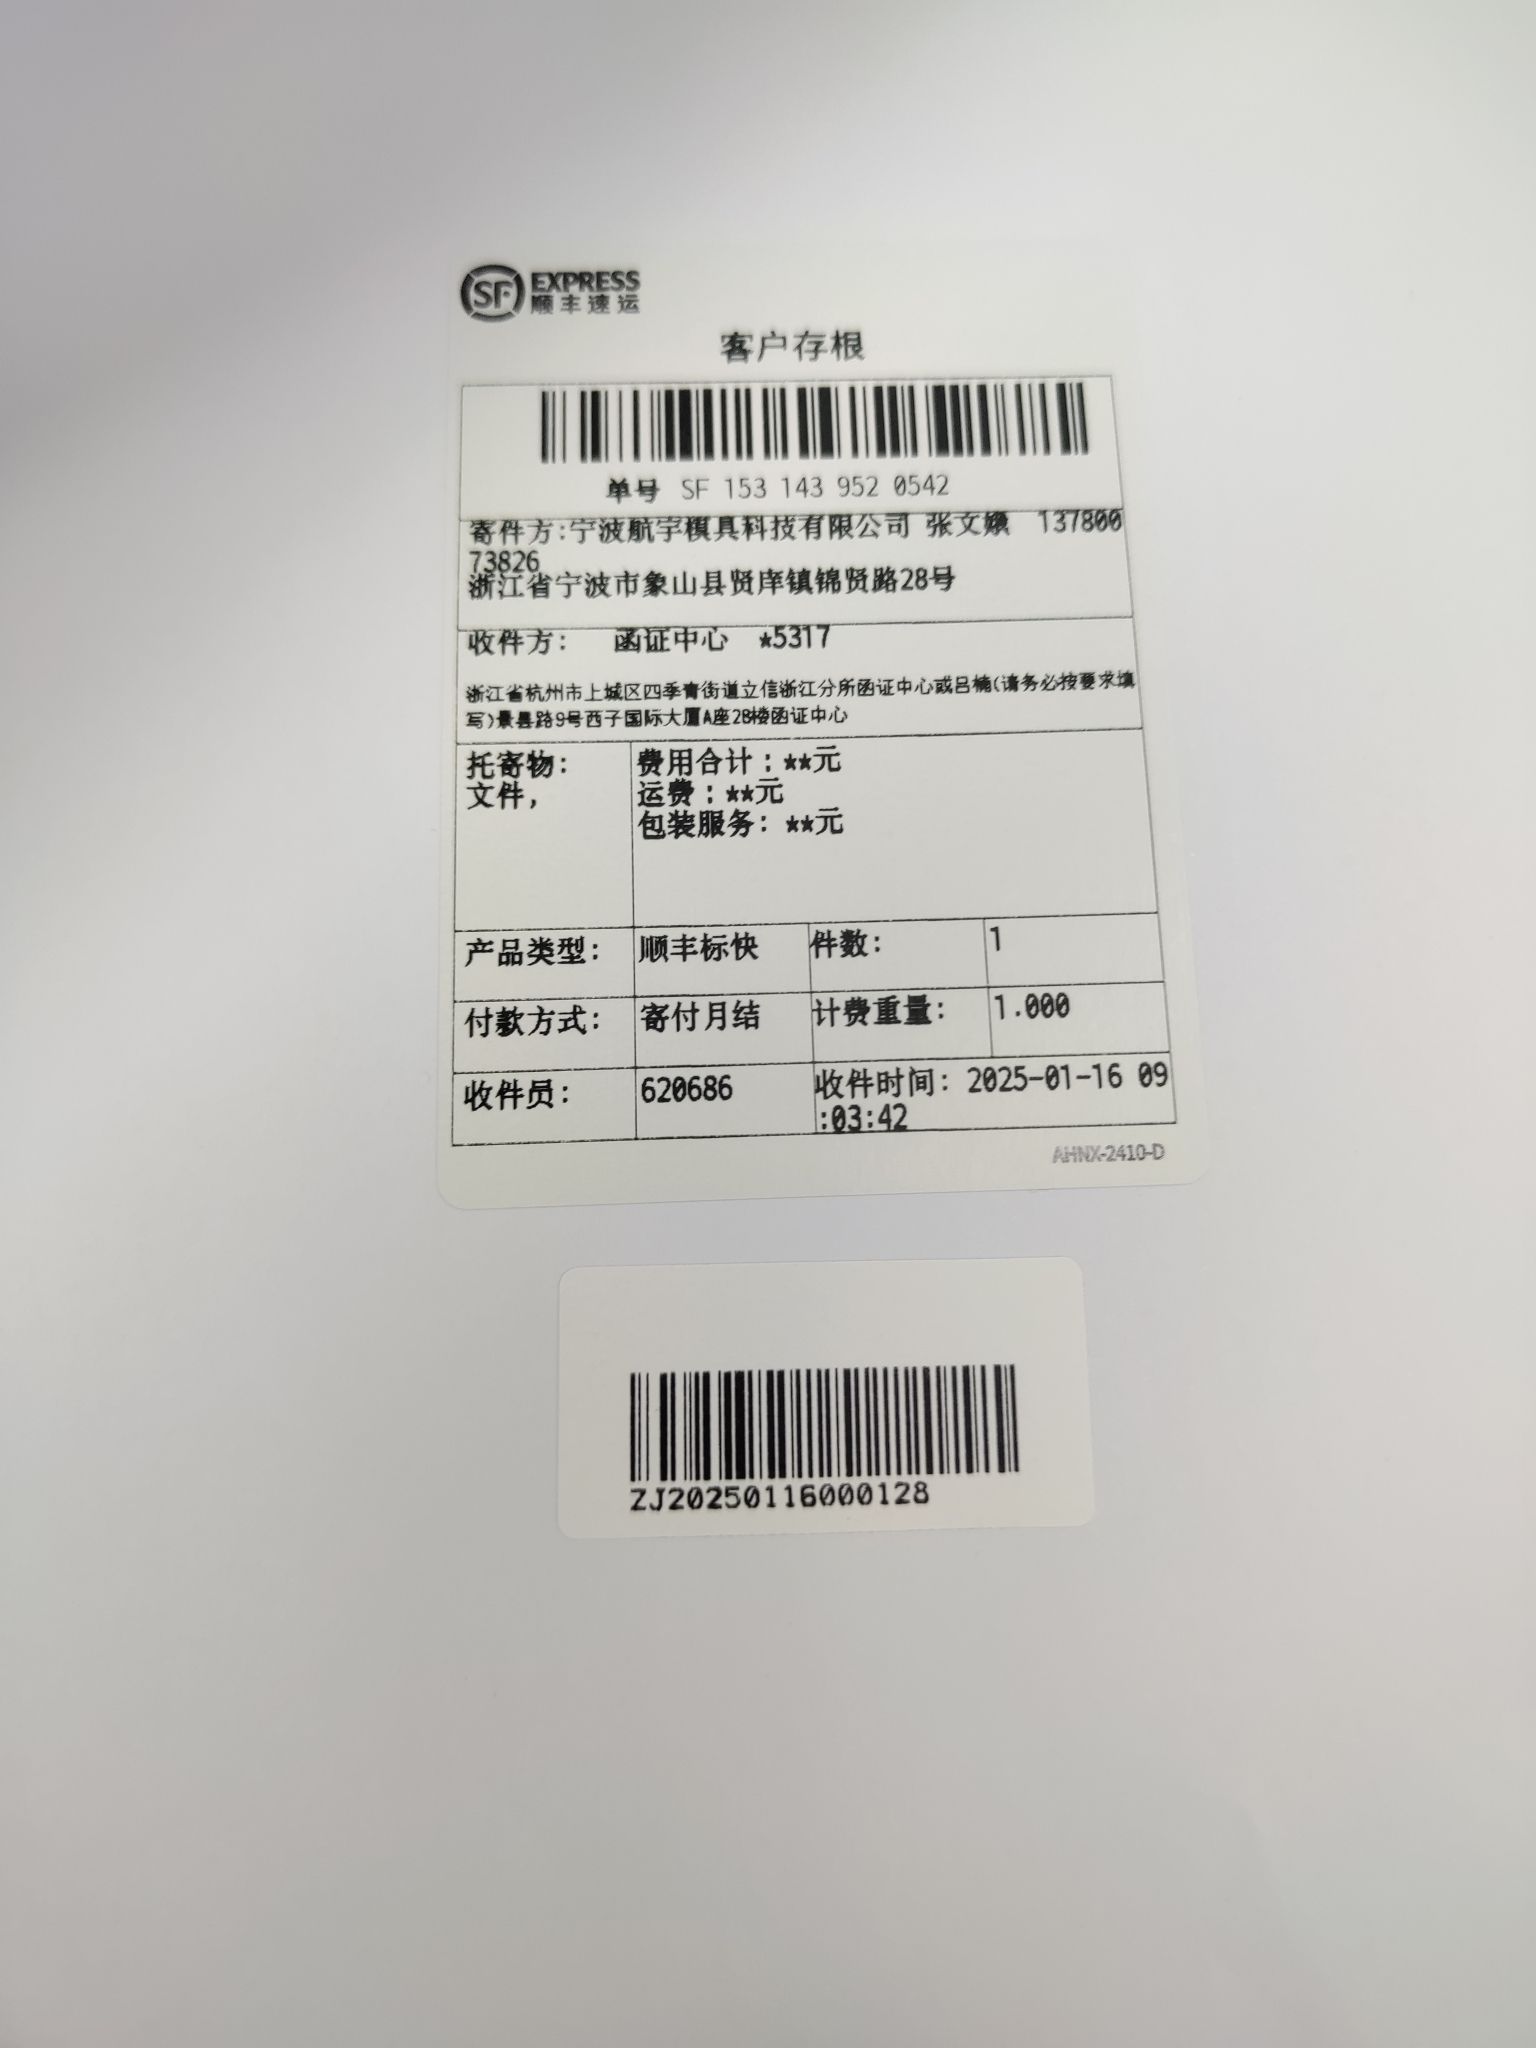 SF EXPRESS
顺丰速运
客户存根
单号 SF 153 143 952 0542
寄件方:宁波航宇模具科技有限公司 张文 137800
73826
浙江省宁波市象山县贤庠镇锦贤路28号
收件方: 函证中心 *5317
浙江省杭州市上城区四季青街道立信浙江分所函证中心或吕楠(请务必按要求填
写)景昙路9号西子国际大厦A座28楼函证中心
托寄物: 费用合计:**元
文件, 运费:**元
包装服务: **元
产品类型: 顺丰标快 件数: 1
付款方式: 寄付月结 计费重量: 1.000
收件员: 620686 收件时间: 2025-01-16 09
:03:42
AHNX-2410-D
ZJ20250116000128